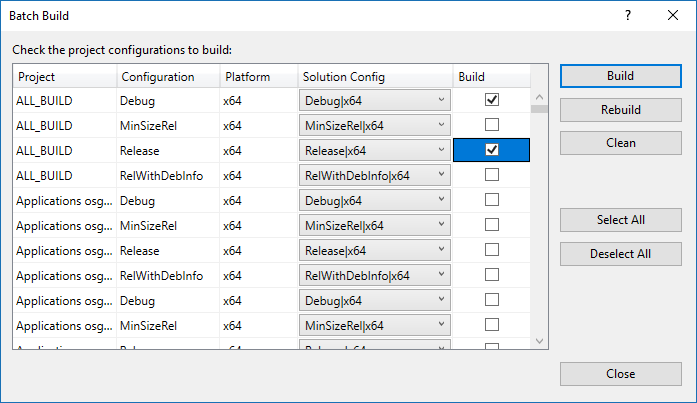 Batch Build
?
Check the project configurations to build:
Project Configuration Platform Solution Config Build
ALL_BUILD Debug x64 Debug|x64
ALL_BUILD MinSizeRel x64 MinSizeRel|x64
ALL_BUILD Release x64 Release|x64
ALL_BUILD RelWithDebInfo x64 RelWithDebInfo|x64
Applications osg... Debug x64 Debug|x64
Applications osg... MinSizeRel x64 MinSizeRel|x64
Applications osg... Release x64 Release|x64
Applications osg... RelWithDebInfo x64 RelWithDebInfo|x64
Applications osg... Debug x64 Debug|x64
Applications osg... MinSizeRel x64 MinSizeRel|x64
Build
Rebuild
Clean
Select All
Deselect All
Close